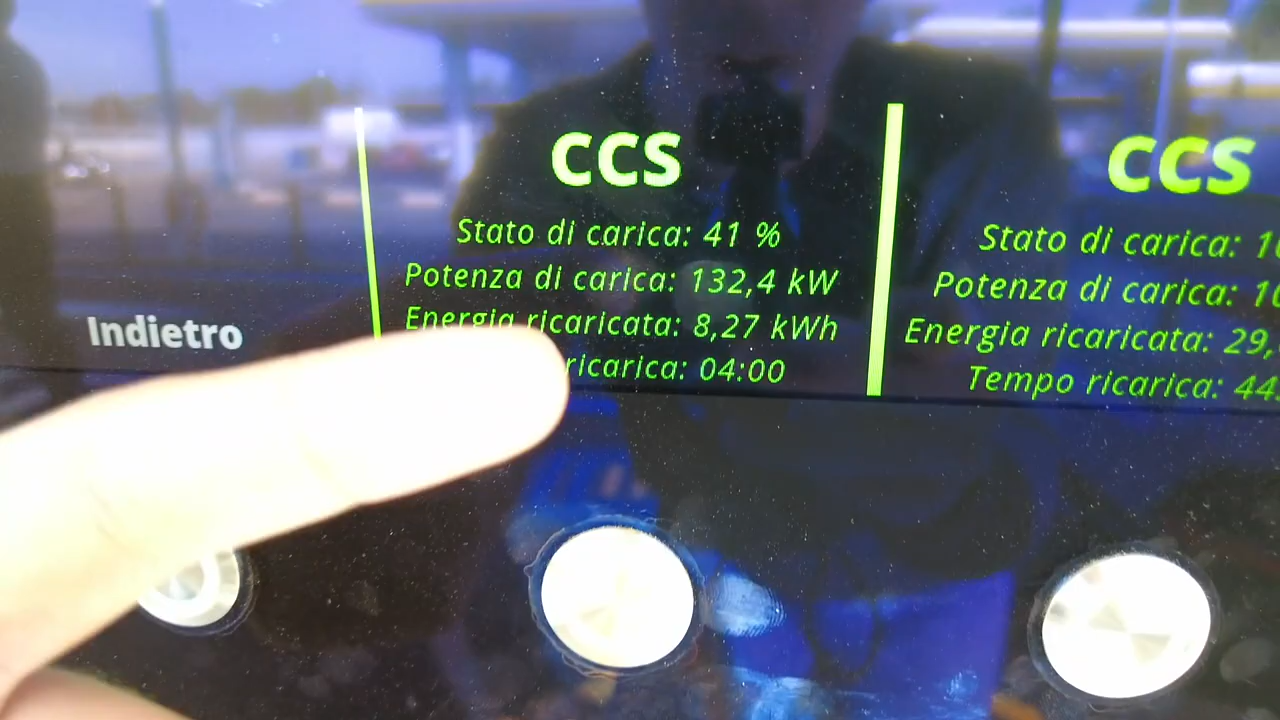 CCS
Stato di carica: 41 %
Potenza di carica: 132,4 kW
Energia ricaricata: 8,27 kWh
ricarica: 04:00
Indietro
CCS
Stato di carica:
Potenza di carica:
Energia ricaricata: 29,
Tempo ricarica: